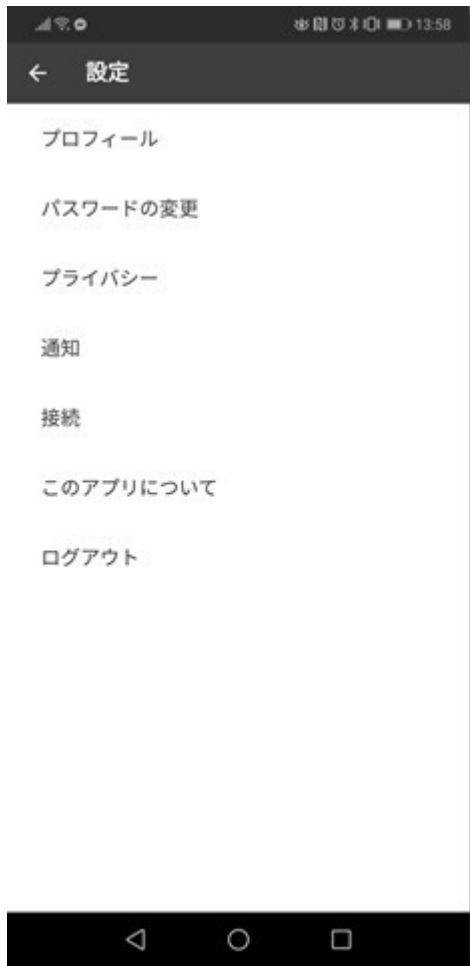 13:58
設定
プロフィール
パスワードの変更
プライバシー
通知
接続
このアプリについて
ログアウト